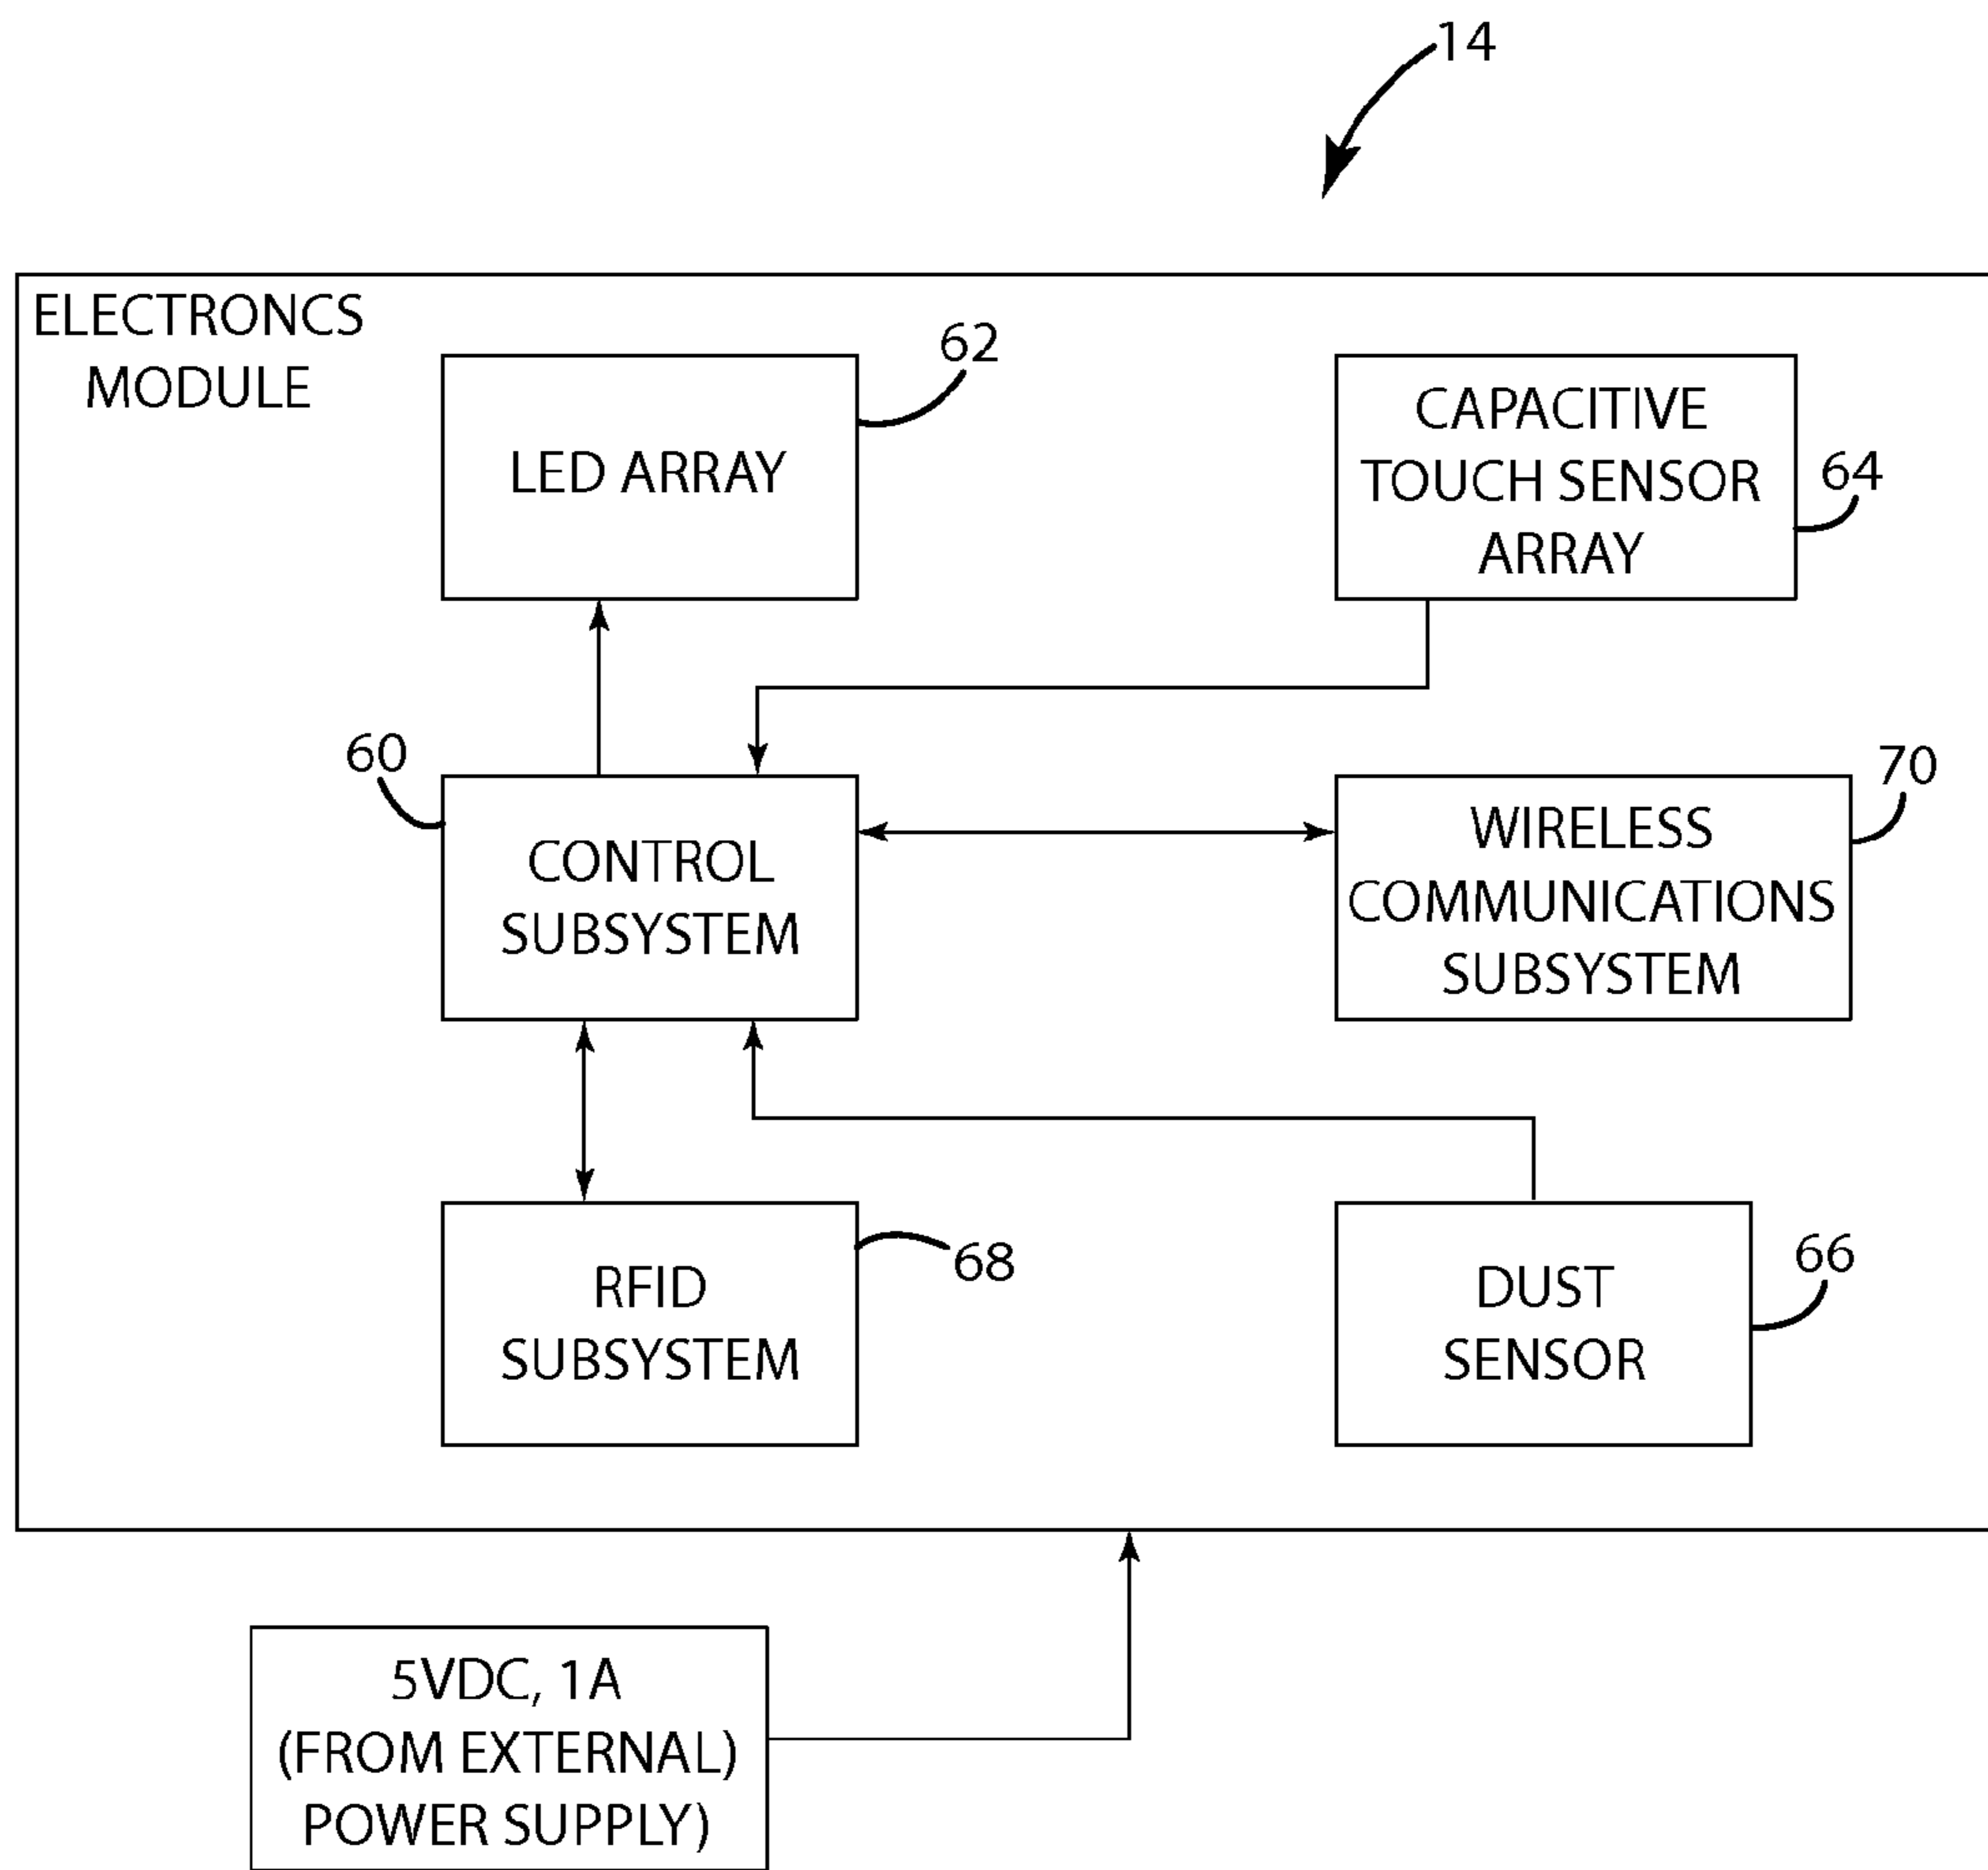 14
ELECTRONCS
MODULE
62
LED ARRAY
CAPACITIVE
TOUCH SENSOR
ARRAY
64
60
CONTROL
SUBSYSTEM
70
WIRELESS
COMMUNICATIONS
SUBSYSTEM
RFID
SUBSYSTEM
68
DUST
SENSOR
66
5VDC, 1A
(FROM EXTERNAL)
POWER SUPPLY)